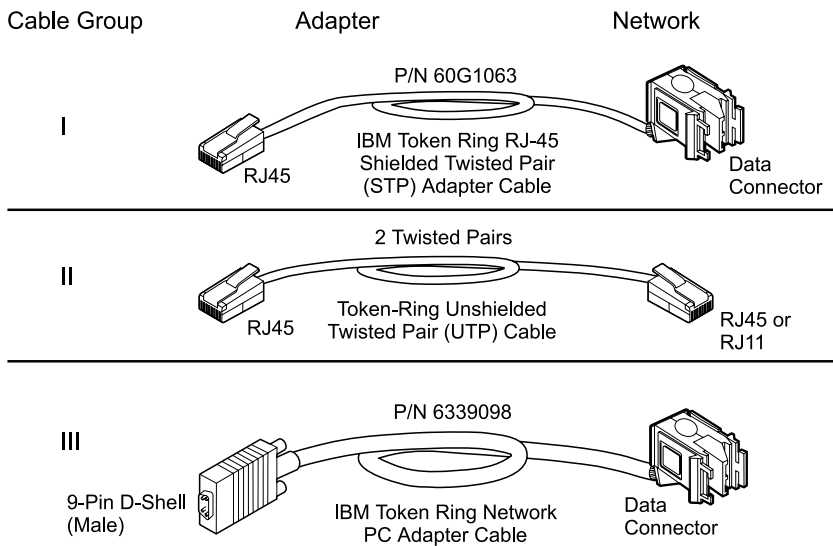 Cable Group Adapter Network
P/N 60G1063
I
IBM Token Ring RJ-45
Shielded Twisted Pair
(STP) Adapter Cable
RJ45
Data
Connector
2 Twisted Pairs
II
RJ45
Token-Ring Unshielded
Twisted Pair (UTP) Cable
RJ45 or
RJ11
P/N 6339098
III
9-Pin D-Shell
(Male)
IBM Token Ring Network
PC Adapter Cable
Data
Connector